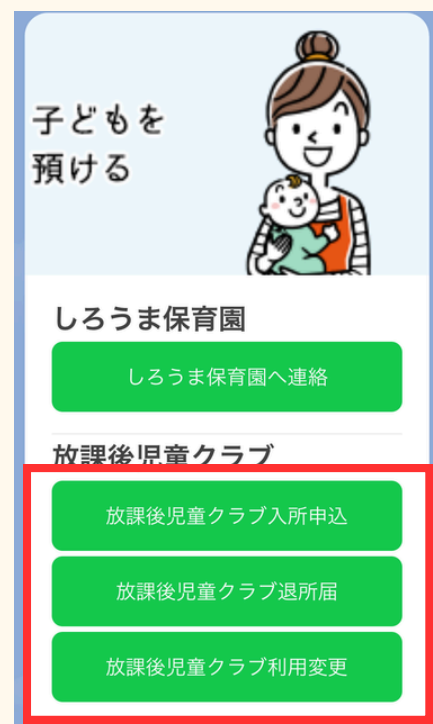 子どもを
預ける
しろうま保育園
しろうま保育園へ連絡
放課後児童クラブ
放課後児童クラブ入所申込
放課後児童クラブ退所届
放課後児童クラブ利用変更